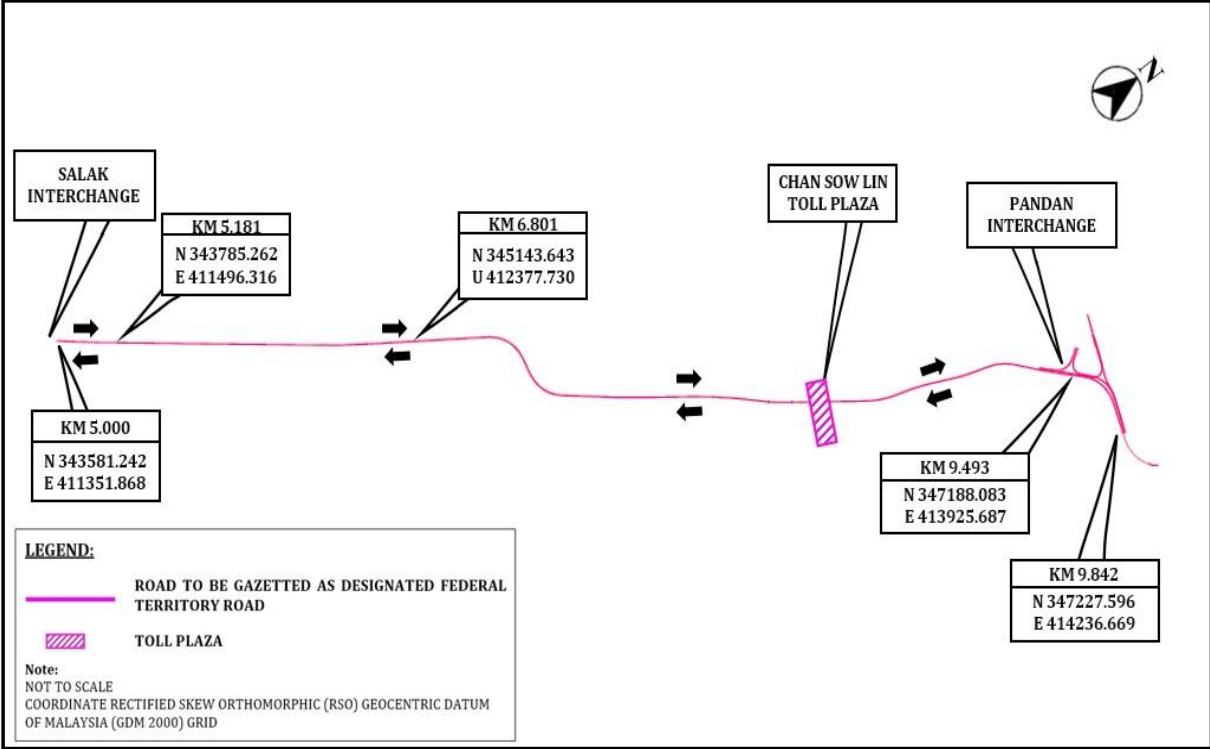 N
SALAK
INTERCHANGE
KM 5.181
N 343785.262
E 411496.316
KM 6.801
N 345143.643
U 412377.730
CHAN SOW LIN
TOLL PLAZA
PANDAN
INTERCHANGE
KM 5.000
N 343581.242
E 411351.868
KM 9.493
N 347188.083
E 413925.687
KM 9.842
N 347227.596
E 414236.669
LEGEND:
ROAD TO BE GAZETTED AS DESIGNATED FEDERAL
TERRITORY ROAD
TOLL PLAZA
Note:
NOT TO SCALE
COORDINATE RECTIFIED SKEW ORTHOMORPHIC (RSO) GEOCENTRIC DATUM
OF MALAYSIA (GDM 2000) GRID